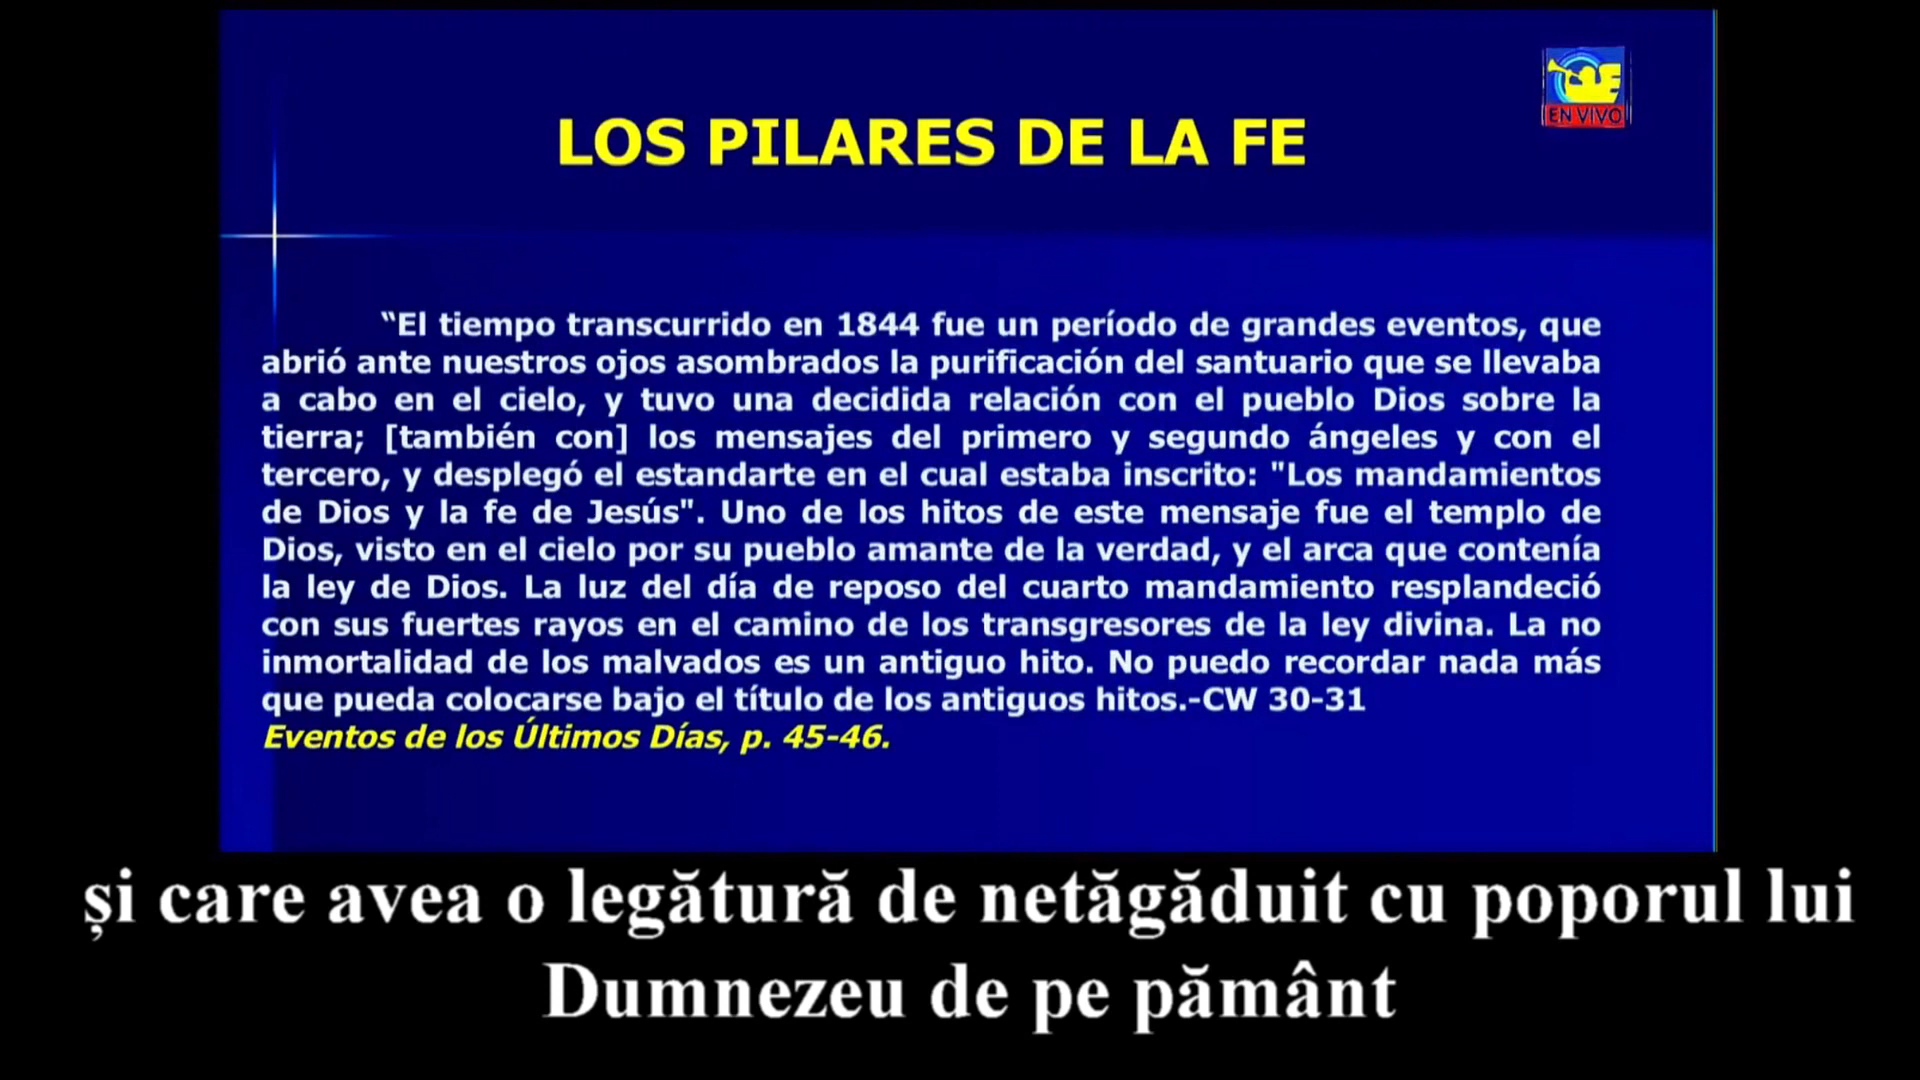 EN VIVO
LOS PILARES DE LA FE
“El tiempo transcurrido en 1844 fue un período de grandes eventos, que
abrió ante nuestros ojos asombrados la purificación del santuario que se llevaba
a cabo en el cielo, y tuvo una decidida relación con el pueblo Dios sobre la
tierra; [también con] los mensajes del primero y segundo ángeles y con el
tercero, y desplegó el estandarte en el cual estaba inscrito: "Los mandamientos
de Dios y la fe de Jesús". Uno de los hitos de este mensaje fue el templo de
Dios, visto en el cielo por su pueblo amante de la verdad, y el arca que contenía
la ley de Dios. La luz del día de reposo del cuarto mandamiento resplandeció
con sus fuertes rayos en el camino de los transgresores de la ley divina. La no
inmortalidad de los malvados es un antiguo hito. No puedo recordar nada más
que pueda colocarse bajo el título de los antiguos hitos.-CW 30-31
Eventos de los Últimos Días, p. 45-46.
și care avea o legătură de netăgăduit cu poporul lui
Dumnezeu de pe pământ